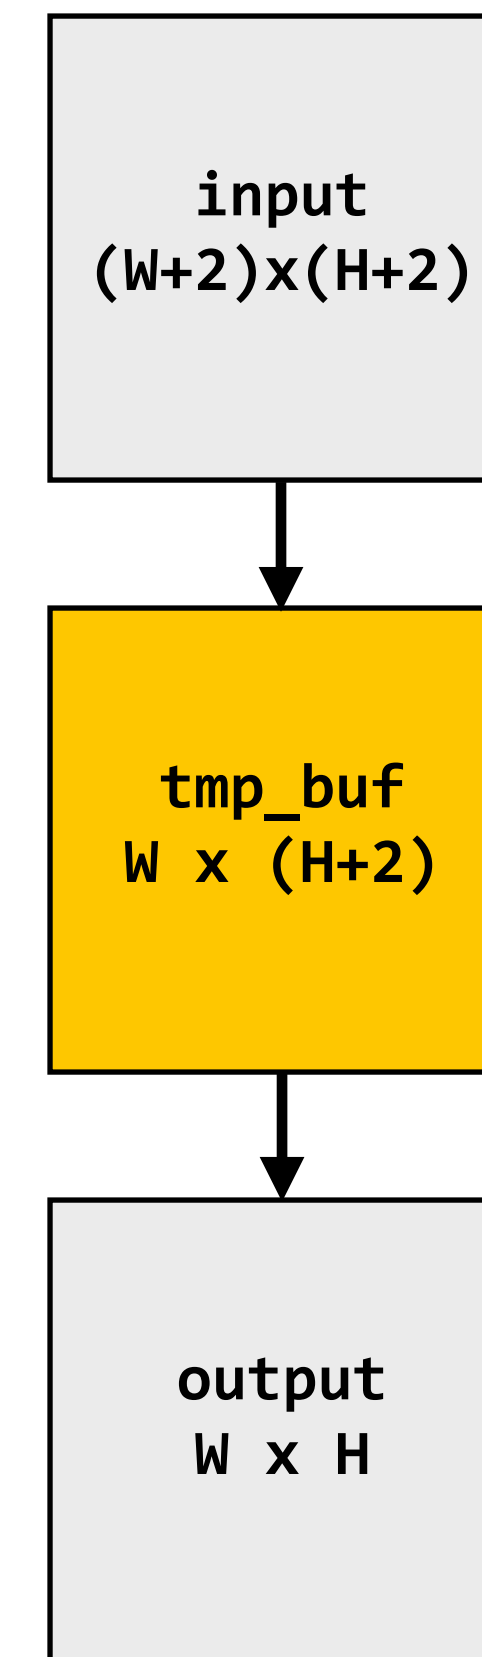 input
(W+2)x(H+2)
tmp_buf
W x (H+2)
output
W x H